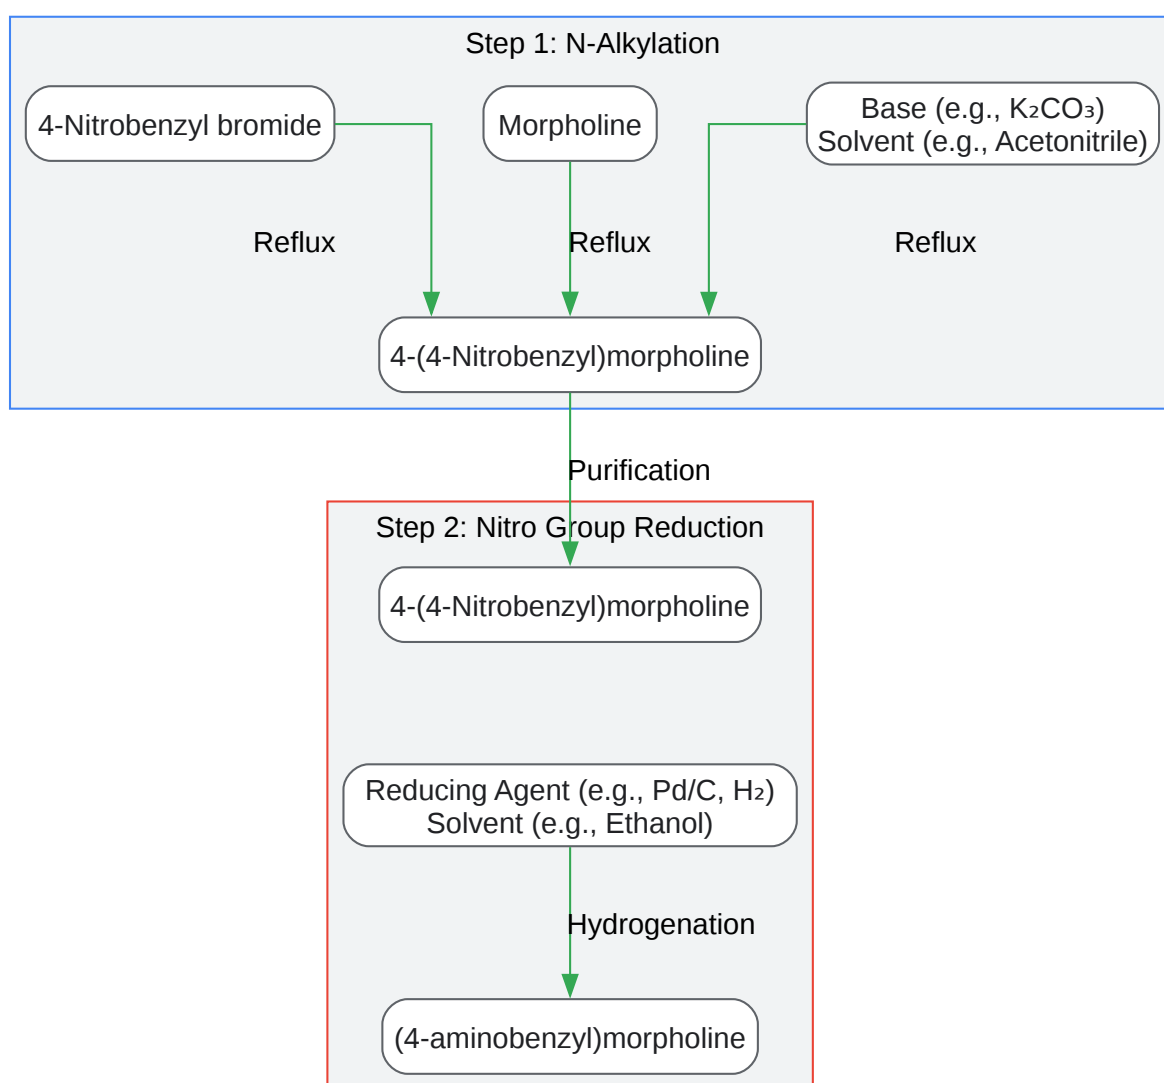 Step 1: N-Alkylation
4-Nitrobenzyl bromide
Morpholine
Base (e.g., K₂CO₃)
Solvent (e.g., Acetonitrile)
Reflux
Reflux
Reflux
4-(4-Nitrobenzyl)morpholine
Purification
Step 2: Nitro Group Reduction
4-(4-Nitrobenzyl)morpholine
Reducing Agent (e.g., Pd/C, H₂)
Solvent (e.g., Ethanol)
Hydrogenation
(4-aminobenzyl)morpholine